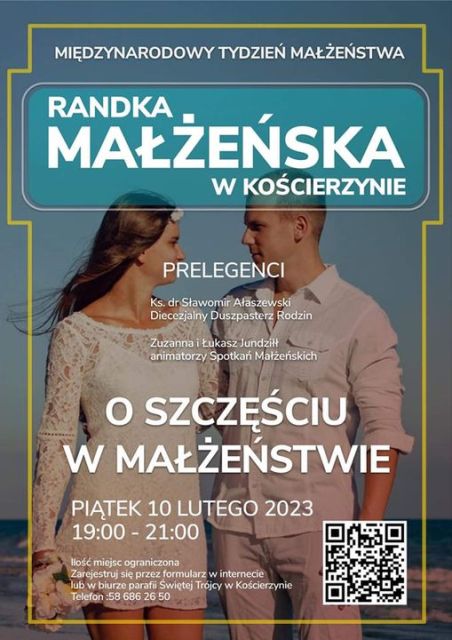 MIĘDZYNARODOWY TYDZIEŃ MAŁŻEŃSTWA
RANDKA
MAŁŻEŃSKA
W KOŚCIERZYNIE
PRELEGENCI
Ks. dr Sławomir Ałaszewski
Diecezjalny Duszpasterz Rodzin
Zuzanna i Łukasz Jundziłł
animatorzy Spotkań Małżeńskich
O SZCZĘŚCIU
W MAŁŻEŃSTWIE
PIĄTEK 10 LUTEGO 2023
19:00 - 21:00
Ilość miejsc ograniczona
Zarejestruj się przez formularz w internecie
lub w biurze parafii Świętej Trójcy w Kościerzynie
Telefon :58 686 26 50